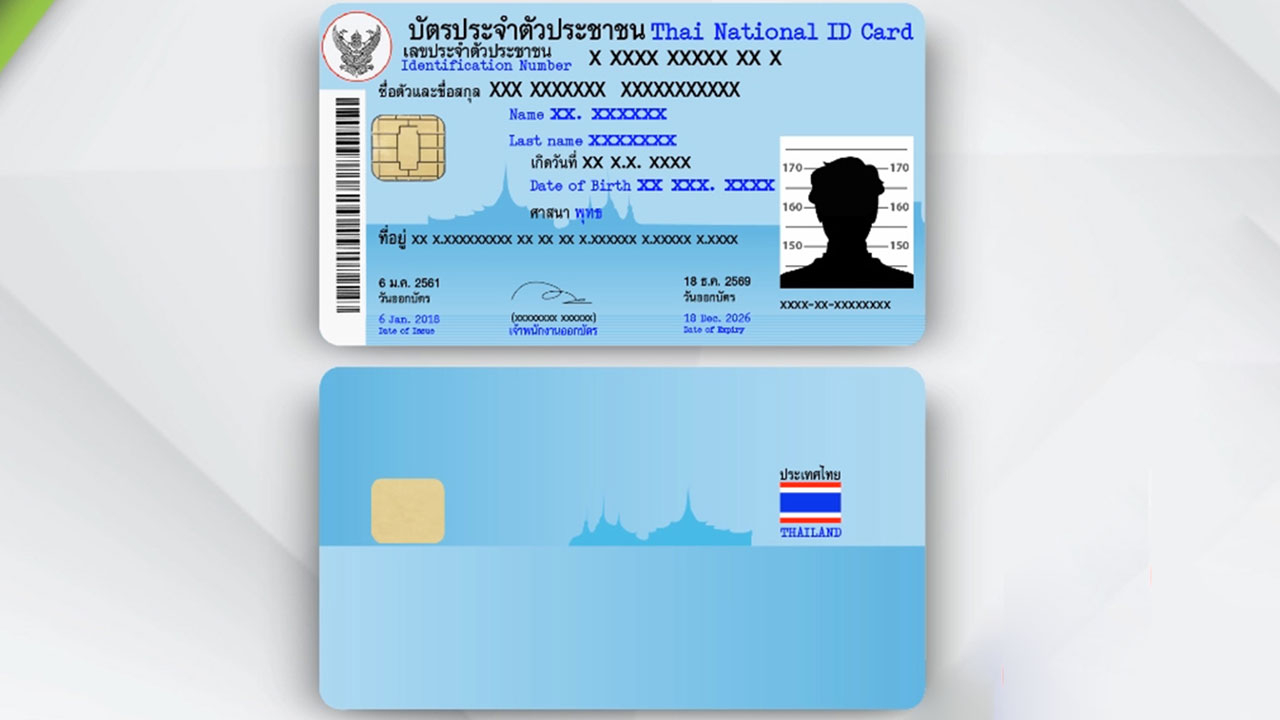 บัตรประจำตัวประชาชน Thai National ID Card
เลขประจำตัวประชาชน
Identification Number X XXXX XXXXX XX X
ชื่อตัวและชื่อสกุล XXX XXXXXXX XXXXXXXXXXX
Name XX. XXXXXX
Last name XXXXXXX
เกิดวันที่ XX X.X. XXXX
Date of Birth XX XXX. XXXX
ศาสนา พุทธ
ที่อยู่ XX X.XXXXXXXXX XX XX XX X.XXXXXX X.XXXXX X.XXXX
170 170
160 160
150 150
XXXX-XX-XXXXXXXX
6 ม.ค. 2561
วันออกบัตร
6 Jan. 2018
Date of Issue
(XXXXXXXX XXXXXX)
เจ้าพนักงานออกบัตร
18 ธ.ค. 2569
วันออกบัตร
18 Dec. 2026
Date of Expiry
ประเทศไทย
THAILAND